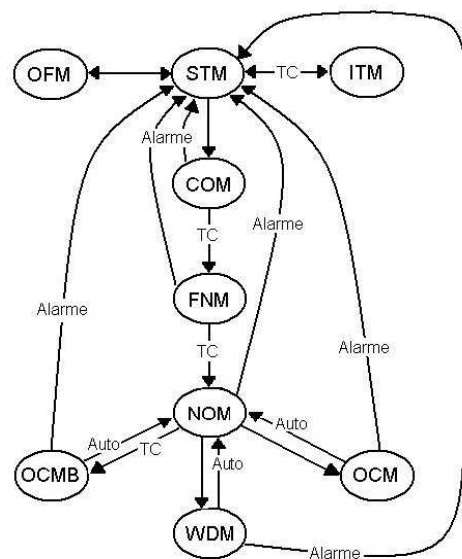 OFM
STM
TC
ITM
Alarme
COM
TC
FNM
Alarme
Alarme
Alarme
TC
NOM
Auto
TC
Auto
Auto
OCMB
OCM
WDM
Alarme